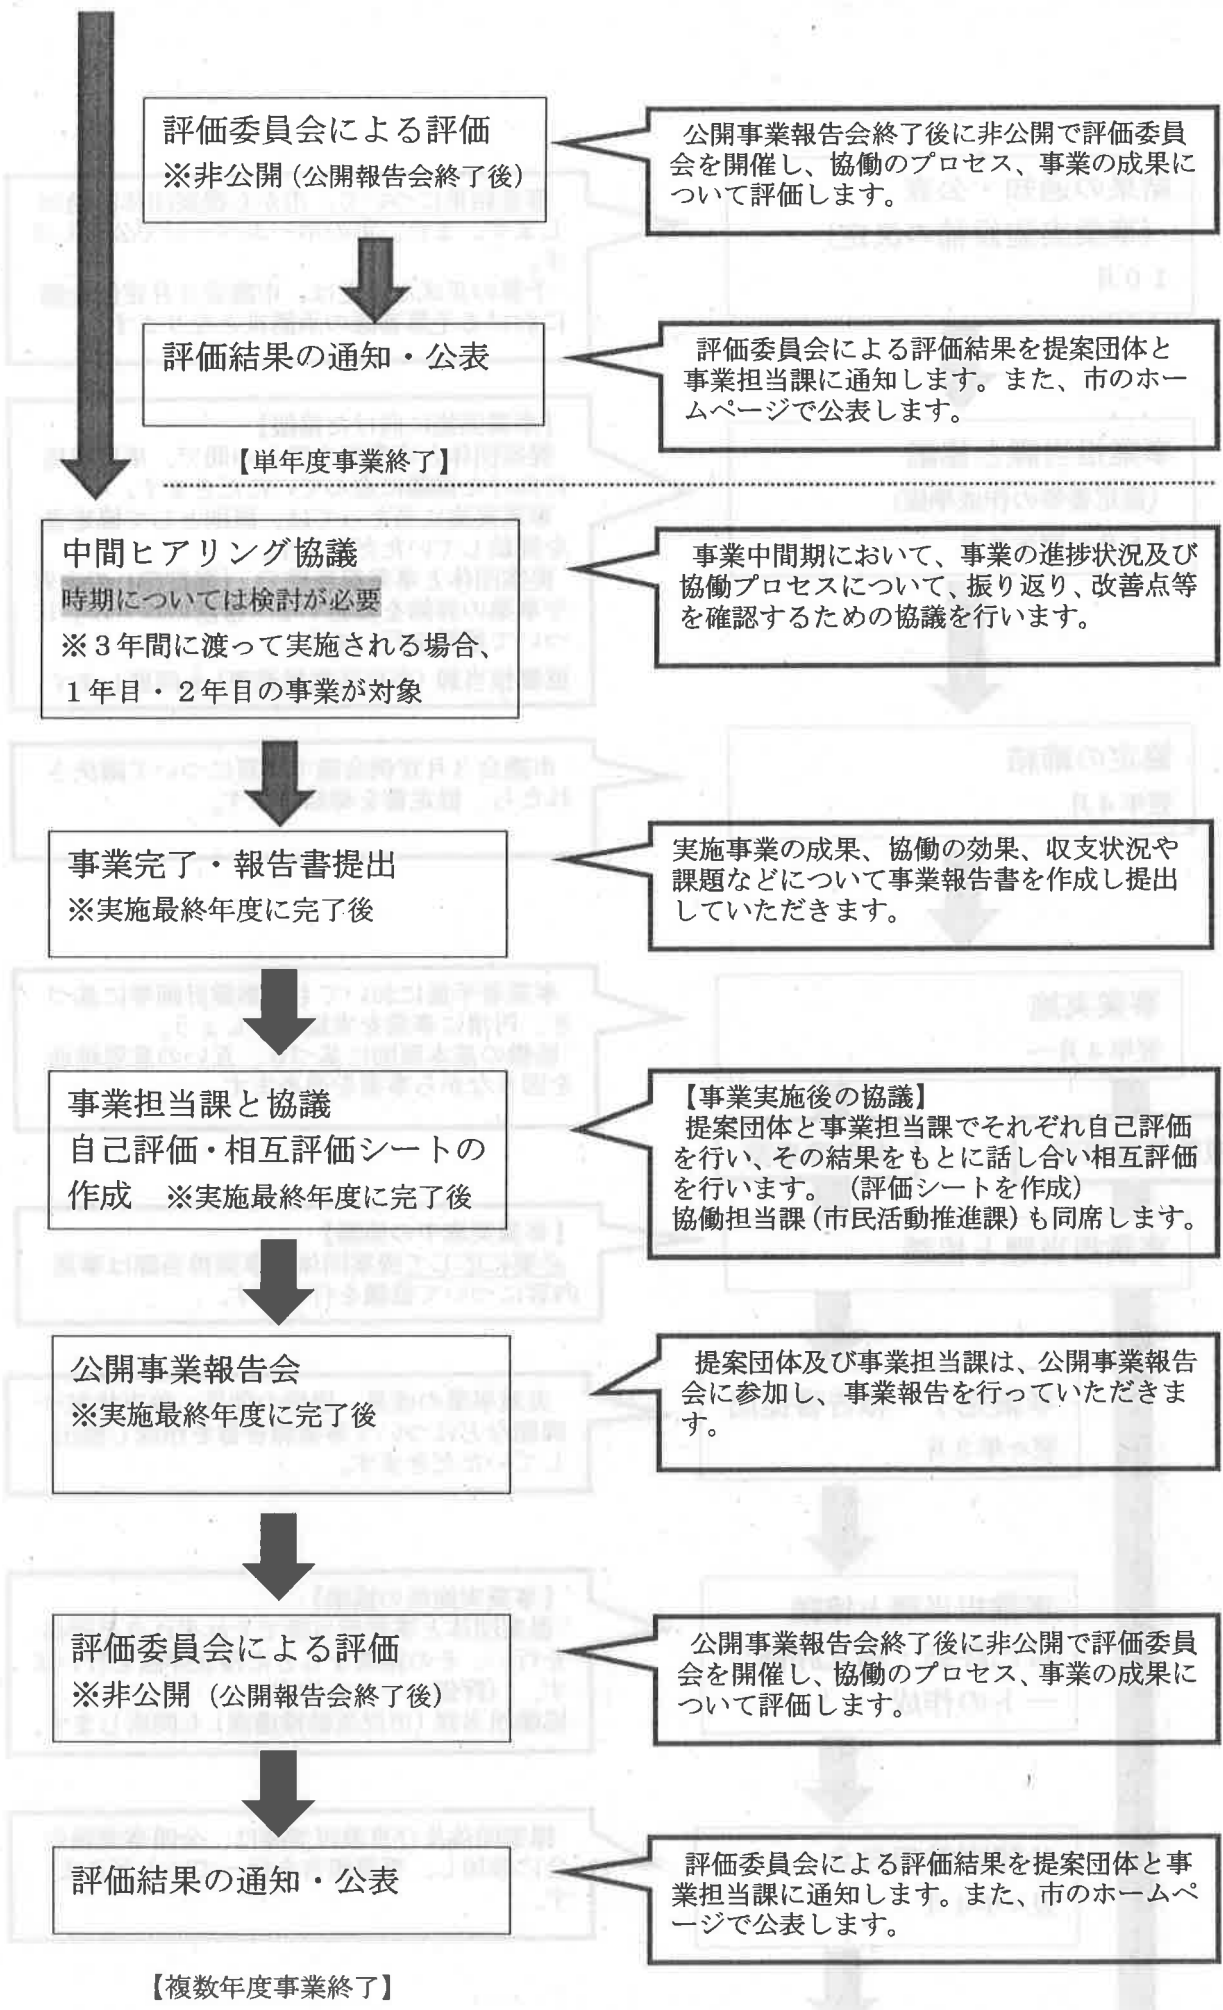 評価委員会による評価
※非公開（公開報告会終了後）
公開事業報告会終了後に非公開で評価委員
会を開催し、協働のプロセス、事業の成果に
ついて評価します。
評価結果の通知・公表
評価委員会による評価結果を提案団体と
事業担当課に通知します。また、市のホー
ムページで公表します。
【単年度事業終了】
中間ヒアリング協議
時期については検討が必要
※３年間に渡って実施される場合、
１年目・２年目の事業が対象
事業中間期において、事業の進捗状況及び
協働プロセスについて、振り返り、改善点等
を確認するための協議を行います。
事業完了・報告書提出
※実施最終年度に完了後
実施事業の成果、協働の効果、収支状況や
課題などについて事業報告書を作成し提出
していただきます。
事業担当課と協議
自己評価・相互評価シートの
作成　※実施最終年度に完了後
【事業実施後の協議】
提案団体と事業担当課でそれぞれ自己評価
を行い、その結果をもとに話し合い相互評価
を行います。（評価シートを作成）
協働担当課（市民活動推進課）も同席します。
公開事業報告会
※実施最終年度に完了後
提案団体及び事業担当課は、公開事業報告
会に参加し、事業報告を行っていただきま
す。
評価委員会による評価
※非公開（公開報告会終了後）
公開事業報告会終了後に非公開で評価委員
会を開催し、協働のプロセス、事業の成果に
ついて評価します。
評価結果の通知・公表
評価委員会による評価結果を提案団体と事
業担当課に通知します。また、市のホームペ
ージで公表します。
【複数年度事業終了】